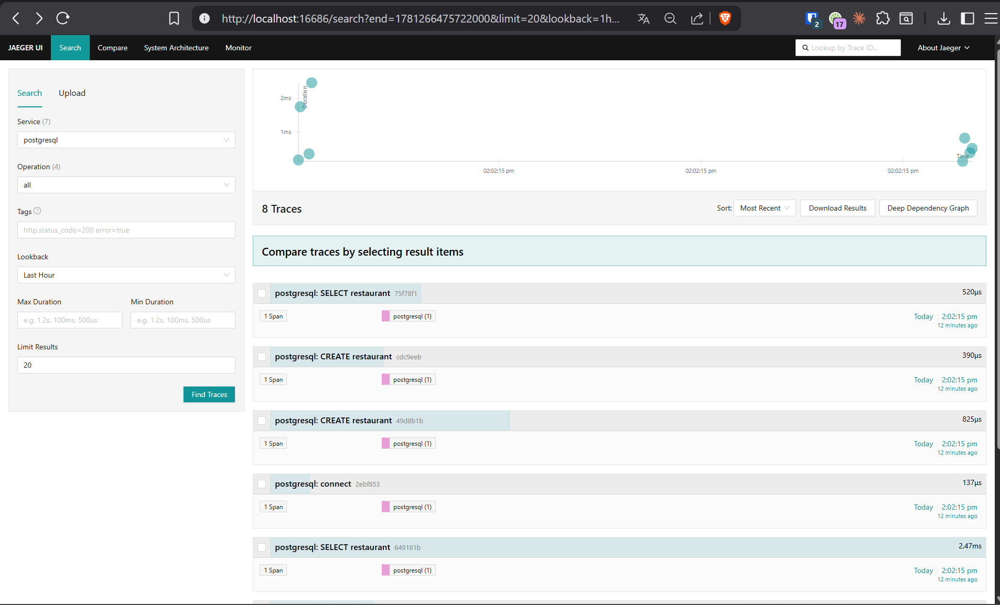 http://localhost:16686/search?end=1781266475722000&limit=20&lookback=1h...
2
17
JAEGER UI Search Compare System Architecture Monitor
Lookup by Trace ID...
About Jaeger
Search Upload
Service (7)
postgresql
Operation (4)
all
Tags ?
http.status_code=200 error=true
Lookback
Last Hour
Max Duration Min Duration
e.g. 1.2s, 100ms, 500us e.g. 1.2s, 100ms, 500us
Limit Results
20
Find Traces
Duration
2ms
1ms
Time
02:02:15 pm 02:02:15 pm 02:02:15 pm
8 Traces
Sort: Most Recent Download Results Deep Dependency Graph
Compare traces by selecting result items
postgresql: SELECT restaurant 75f78f1 520µs
1 Span postgresql (1) Today 2:02:15 pm
12 minutes ago
postgresql: CREATE restaurant cdc9eeb 390µs
1 Span postgresql (1) Today 2:02:15 pm
12 minutes ago
postgresql: CREATE restaurant 49d8b1b 825µs
1 Span postgresql (1) Today 2:02:15 pm
12 minutes ago
postgresql: connect 2ebf853 137µs
1 Span postgresql (1) Today 2:02:15 pm
12 minutes ago
postgresql: SELECT restaurant 649181b 2.47ms
1 Span postgresql (1) Today 2:02:15 pm
12 minutes ago